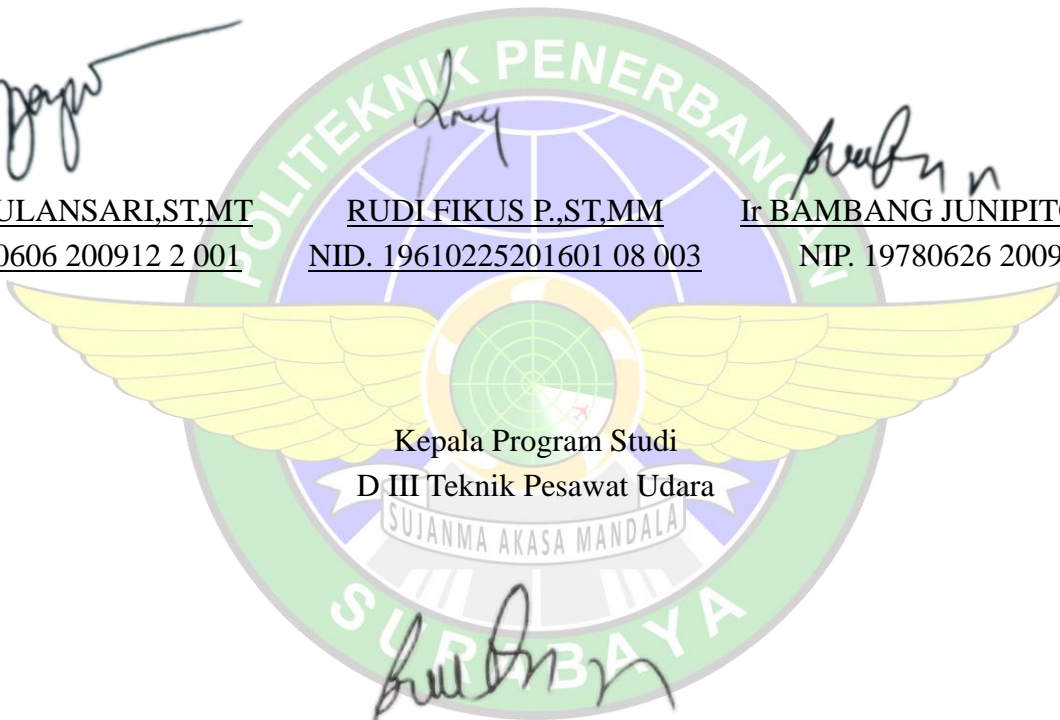 POLITEKNIK PENERBANGAN
ULANSARI,ST,MT RUDI FIKUS P.,ST,MM Ir BAMBANG JUNIPIT
0606 200912 2 001 NID. 19610225201601 08 003 NIP. 19780626 2009
Kepala Program Studi
D III Teknik Pesawat Udara
SUJANMA AKASA MANDALA
SURABAYA